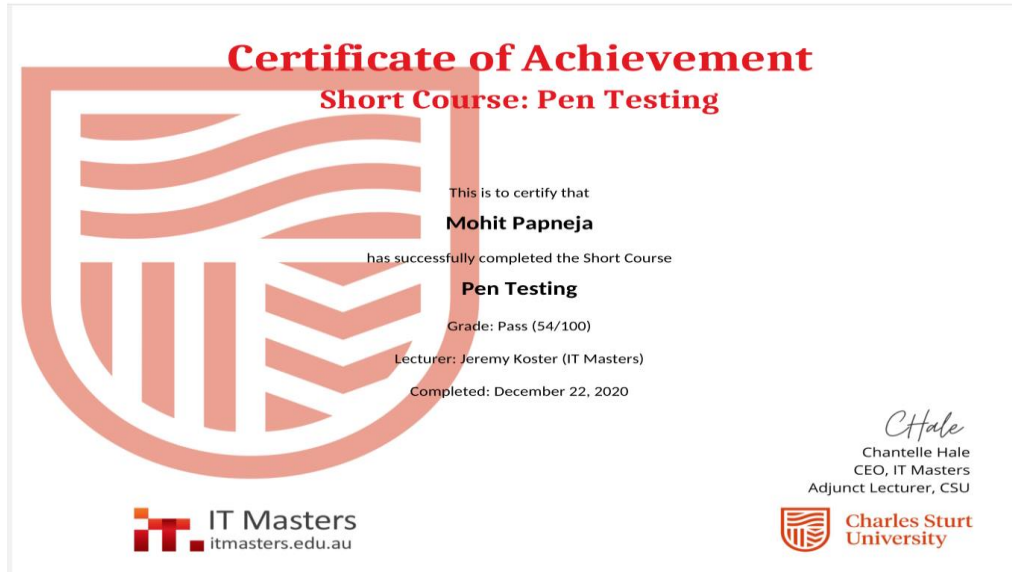 Certificate of Achievement
Short Course: Pen Testing
This is to certify that
Mohit Papneja
has successfully completed the Short Course
Pen Testing
Grade: Pass (54/100)
Lecturer: Jeremy Koster (IT Masters)
Completed: December 22, 2020
CHale
Chantelle Hale
CEO, IT Masters
Adjunct Lecturer, CSU
IT Masters
itmasters.edu.au
Charles Sturt
University